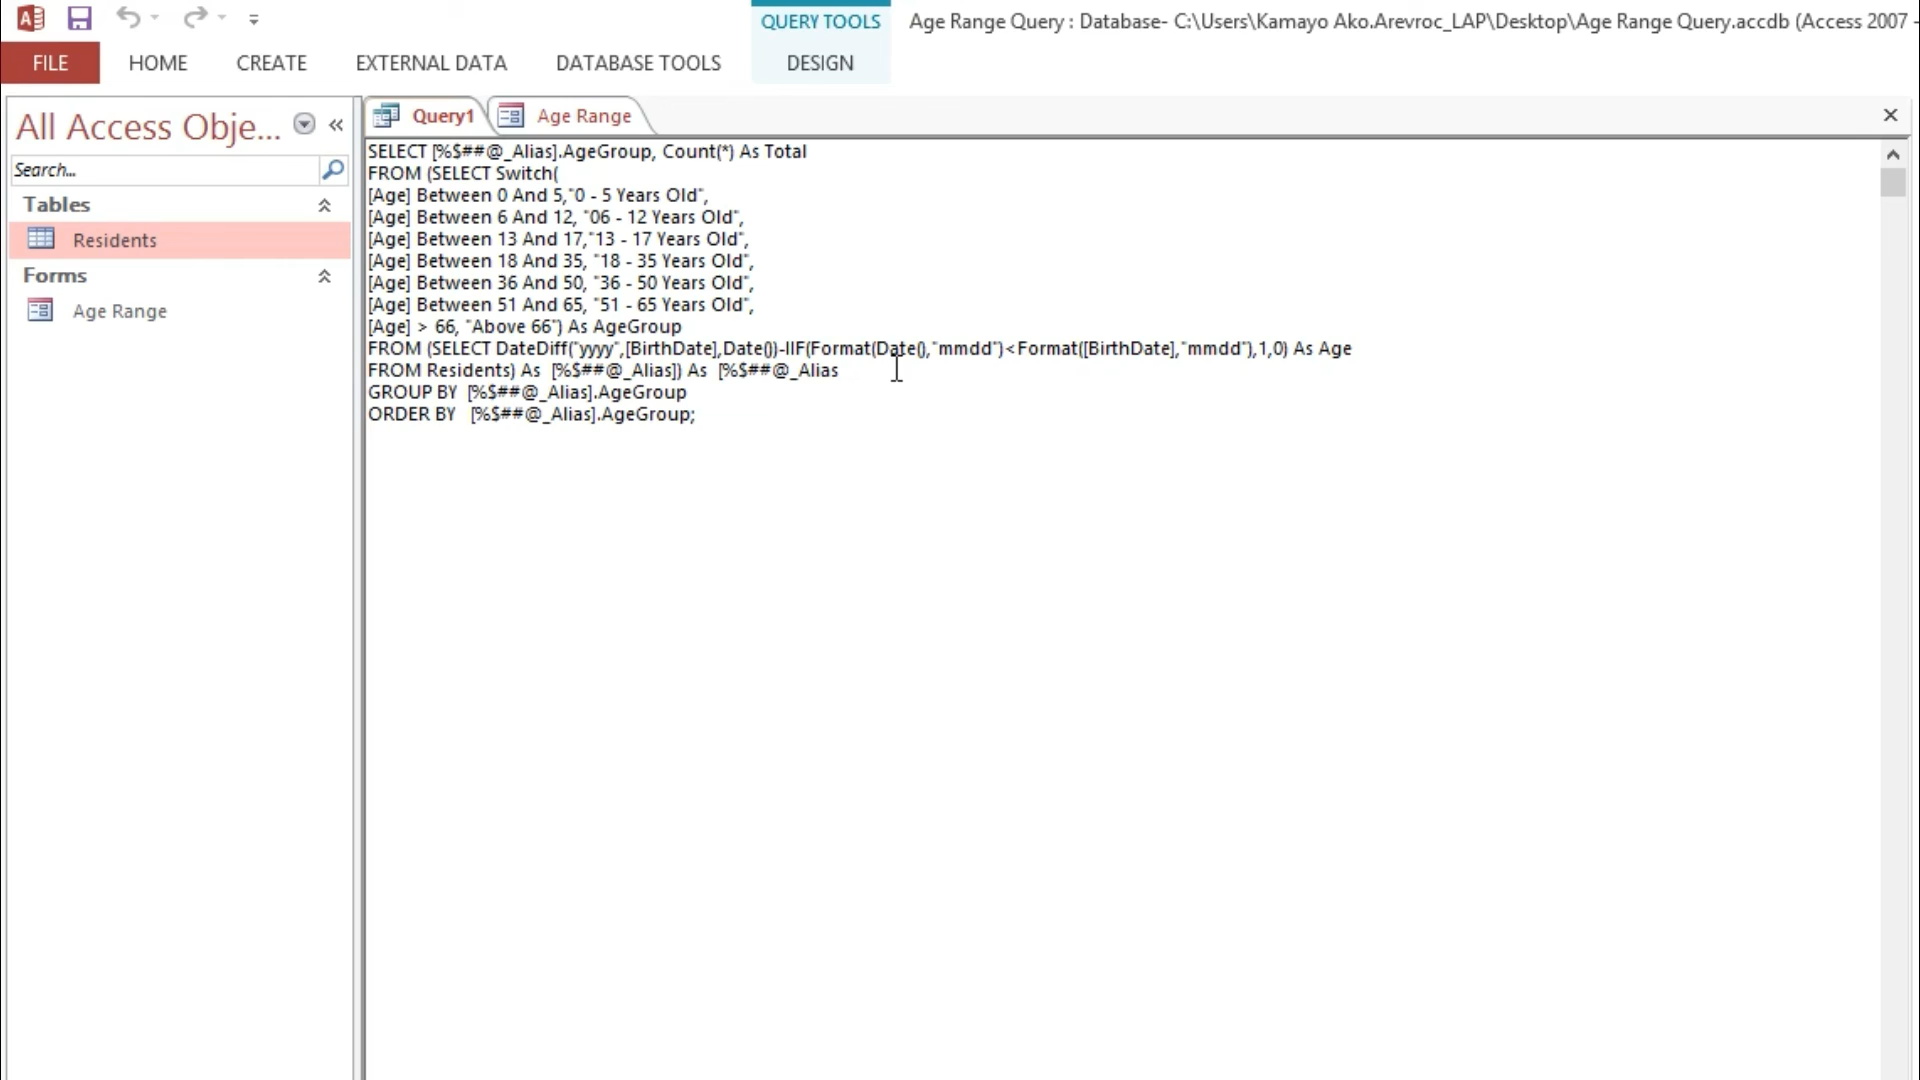 QUERY TOOLS
Age Range Query : Database- C:\Users\Kamayo Ako.Arevroc_LAP\Desktop\Age Range Query.accdb (Access 2007 -
FILE HOME CREATE EXTERNAL DATA DATABASE TOOLS DESIGN
All Access Obje...
Search...
Tables
Residents
Forms
Age Range
Query1 Age Range
SELECT [%$##@_Alias].AgeGroup, Count(*) As Total
FROM (SELECT Switch(
[Age] Between 0 And 5,"0 - 5 Years Old",
[Age] Between 6 And 12, "06 - 12 Years Old",
[Age] Between 13 And 17,"13 - 17 Years Old",
[Age] Between 18 And 35, "18 - 35 Years Old",
[Age] Between 36 And 50, "36 - 50 Years Old",
[Age] Between 51 And 65, "51 - 65 Years Old",
[Age] > 66, "Above 66") As AgeGroup
FROM (SELECT DateDiff("yyyy",[BirthDate],Date())-IIF(Format(Date(),"mmdd")<Format([BirthDate],"mmdd"),1,0) As Age
FROM Residents) As  [%$##@_Alias]) As  [%$##@_Alias
GROUP BY  [%$##@_Alias].AgeGroup
ORDER BY   [%$##@_Alias].AgeGroup;